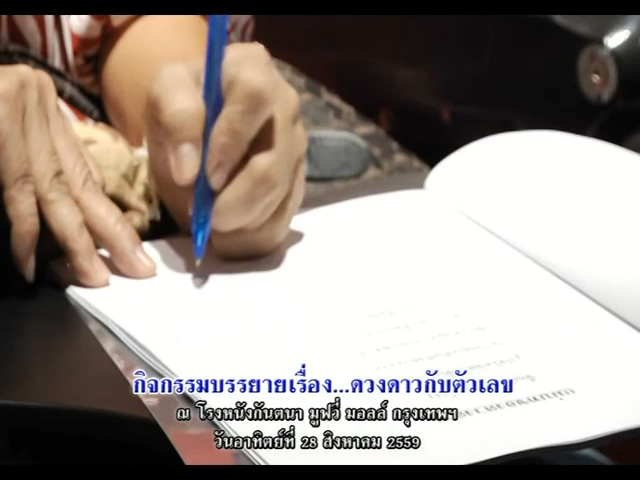 กิจกรรมบรรยายเรื่อง...ดวงดาวกับตัวเลข
ณ โรงหนังกันตนา มูฟวี่ มอลล์ กรุงเทพฯ
วันอาทิตย์ที่ 28 สิงหาคม 2559